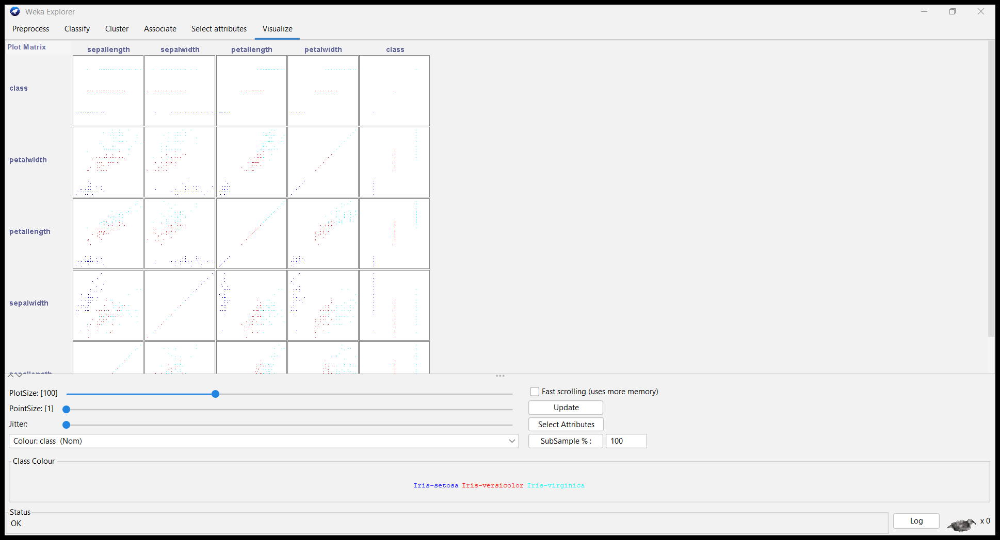 Weka Explorer
Preprocess Classify Cluster Associate Select attributes Visualize
Plot Matrix
sepallength sepalwidth petallength petalwidth class
class
petalwidth
petallength
sepalwidth
sepallength
PlotSize: [100]
Fast scrolling (uses more memory)
PointSize: [1]
Update
Jitter:
Select Attributes
Colour: class (Nom)
SubSample % : 100
Class Colour
Iris-setosa Iris-versicolor Iris-virginica
Status
OK
Log x 0